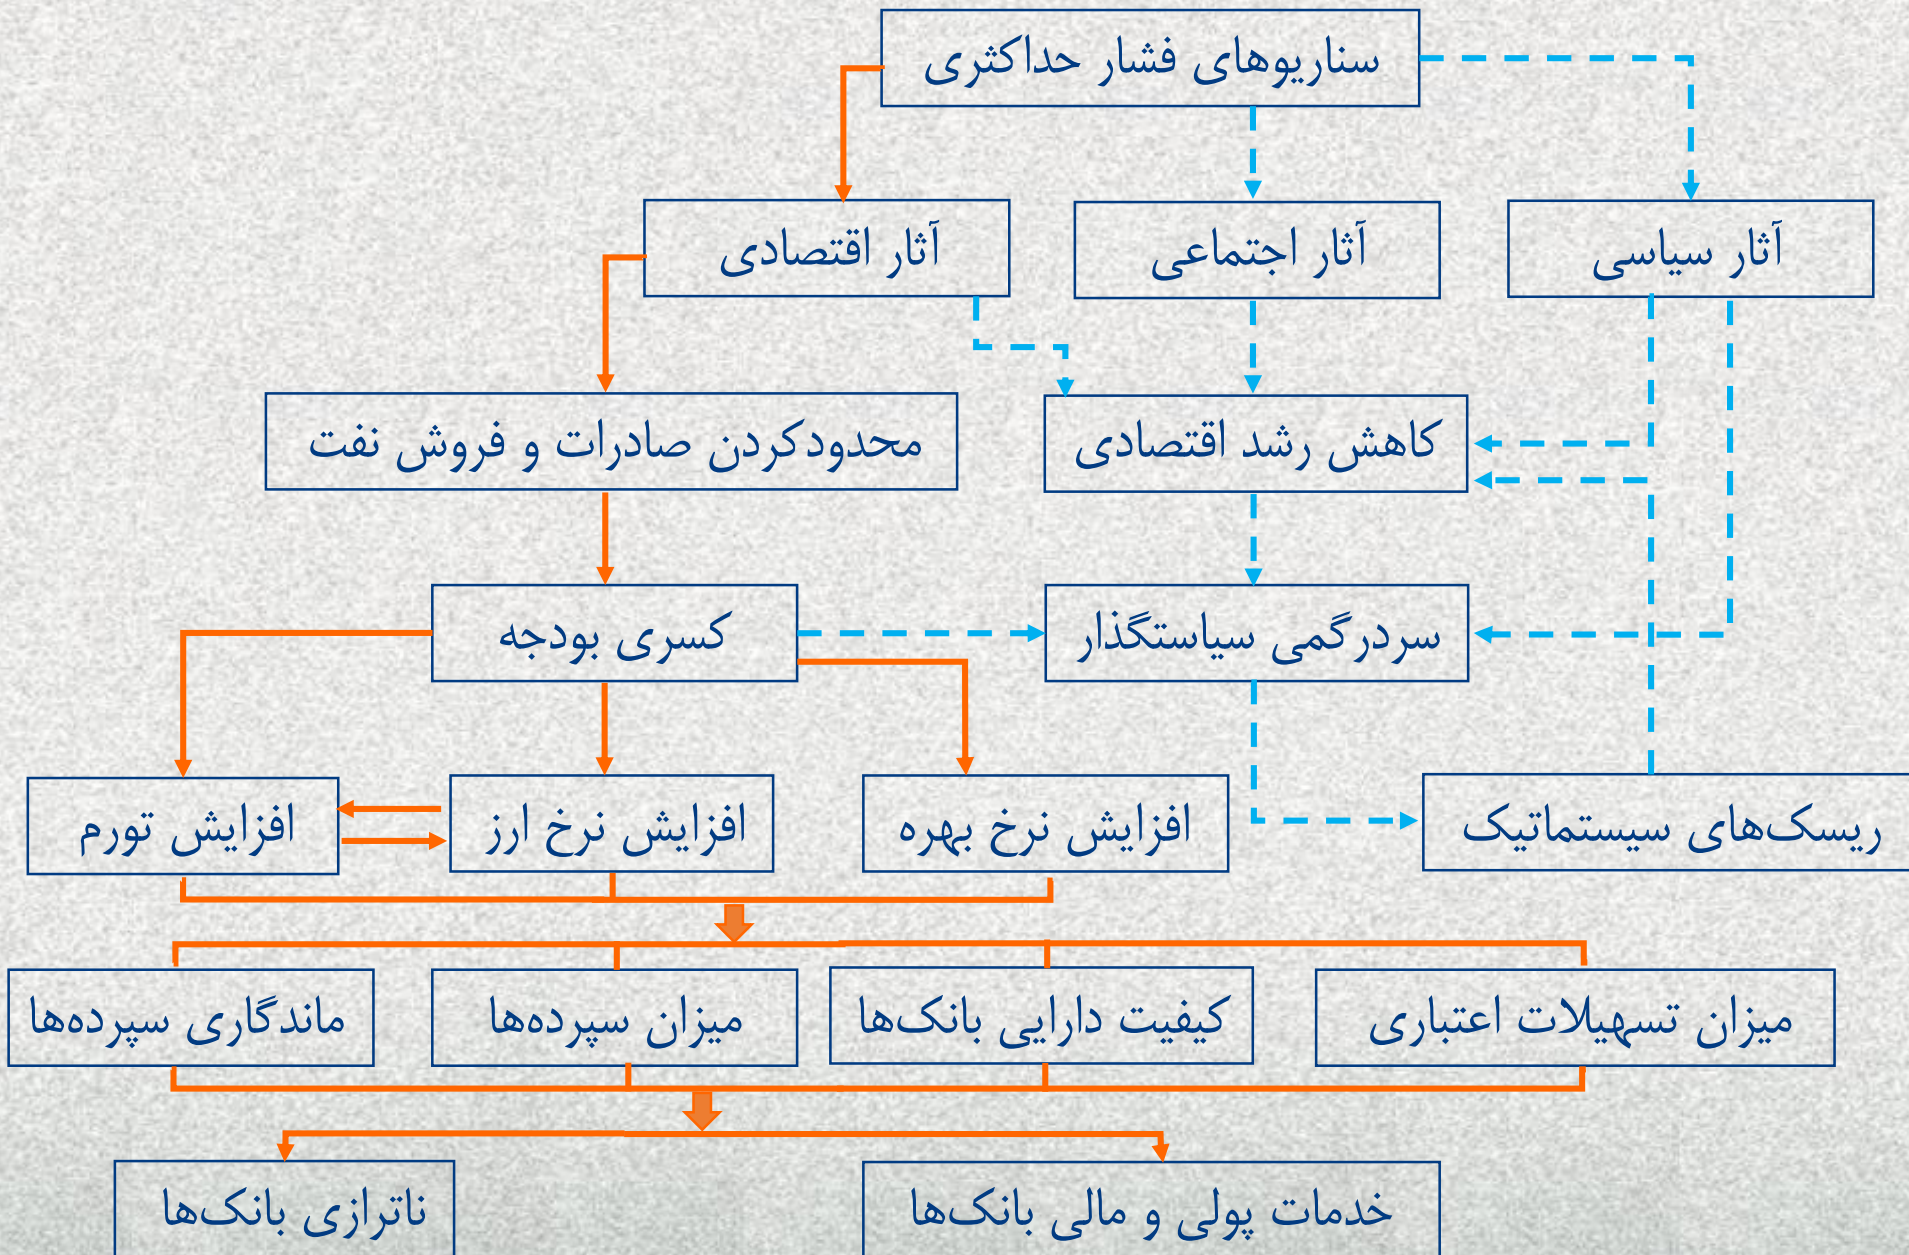 سناریوهای فشار حداکثری
آثار سیاسی
آثار اجتماعی
آثار اقتصادی
کاهش رشد اقتصادی
محدودکردن صادرات و فروش نفت
سردرگمی سیاستگذار
کسری بودجه
ریسک‌های سیستماتیک
افزایش نرخ بهره
افزایش نرخ ارز
افزایش تورم
میزان تسهیلات اعتباری
کیفیت دارایی بانک‌ها
میزان سپرده‌ها
ماندگاری سپرده‌ها
خدمات پولی و مالی بانک‌ها
ناترازی بانک‌ها